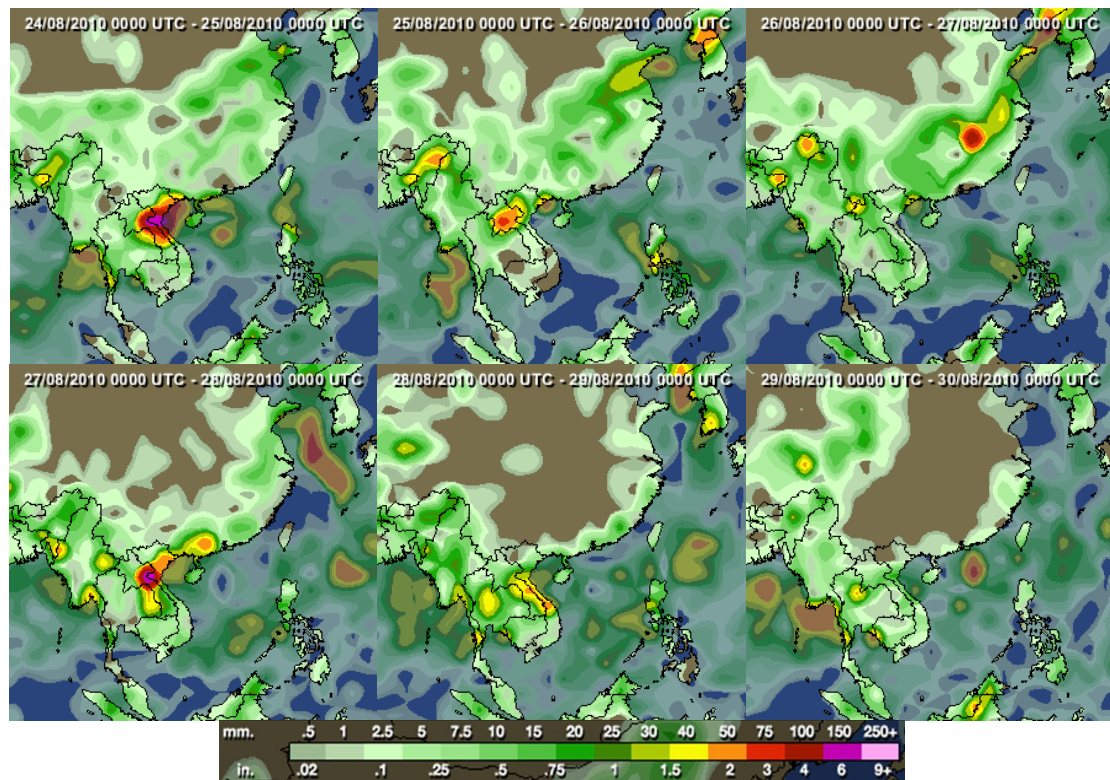 24/08/2010 0000 UTC - 25/08/2010 0000 UTC
25/08/2010 0000 UTC - 26/08/2010 0000 UTC
26/08/2010 0000 UTC - 27/08/2010 0000 UTC
27/08/2010 0000 UTC - 28/08/2010 0000 UTC
28/08/2010 0000 UTC - 29/08/2010 0000 UTC
29/08/2010 0000 UTC - 30/08/2010 0000 UTC
mm. .5 1 2.5 5 7.5 10 15 20 25 30 40 50 75 100 150 250+
in. .02 .1 .25 .5 .75 1 1.5 2 3 4 6 9+